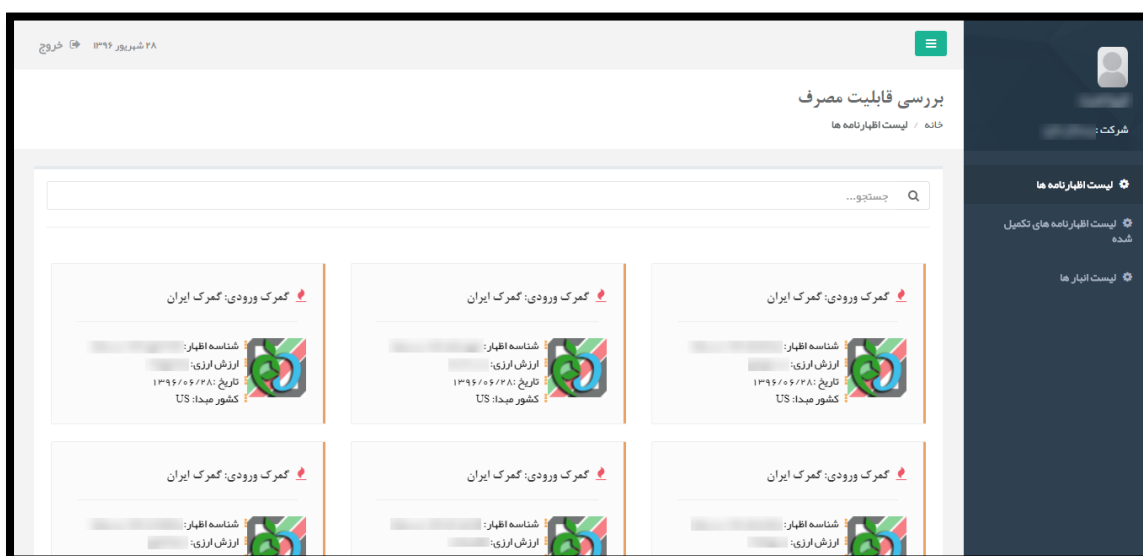 ۲۸ شهریور ۱۳۹۶ خروج
بررسی قابلیت مصرف
خانه / لیست اظهارنامه ها
شرکت :
لیست اظهارنامه ها
لیست اظهارنامه های تکمیل
شده
لیست انبار ها
جستجو...
گمرک ورودی: گمرک ایران
شناسه اظهار:
ارزش ارزی:
تاریخ :۱۳۹۶/۰۶/۲۸
کشور مبدا: US
گمرک ورودی: گمرک ایران
شناسه اظهار:
ارزش ارزی:
تاریخ :۱۳۹۶/۰۶/۲۸
کشور مبدا: US
گمرک ورودی: گمرک ایران
شناسه اظهار:
ارزش ارزی:
تاریخ :۱۳۹۶/۰۶/۲۸
کشور مبدا: US
گمرک ورودی: گمرک ایران
شناسه اظهار:
ارزش ارزی:
گمرک ورودی: گمرک ایران
شناسه اظهار:
ارزش ارزی:
گمرک ورودی: گمرک ایران
شناسه اظهار:
ارزش ارزی: